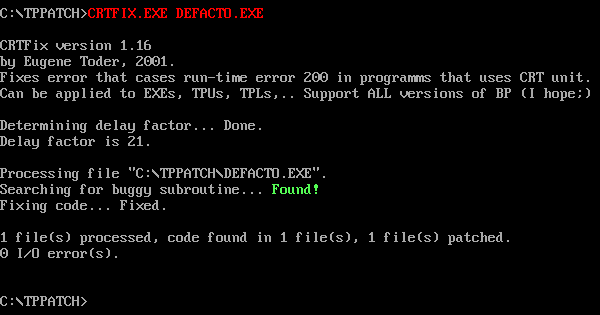 C:\TPPATCH>CRTFIX.EXE DEFACTO.EXE
CRTFix version 1.16
by Eugene Toder, 2001.
Fixes error that cases run-time error 200 in programms that uses CRT unit.
Can be applied to EXEs, TPUs, TPLs,.. Support ALL versions of BP (I hope;)
Determining delay factor... Done.
Delay factor is 21.
Processing file "C:\TPPATCH\DEFACTO.EXE".
Searching for buggy subroutine... Found!
Fixing code... Fixed.
1 file(s) processed, code found in 1 file(s), 1 file(s) patched.
0 I/O error(s).
C:\TPPATCH>